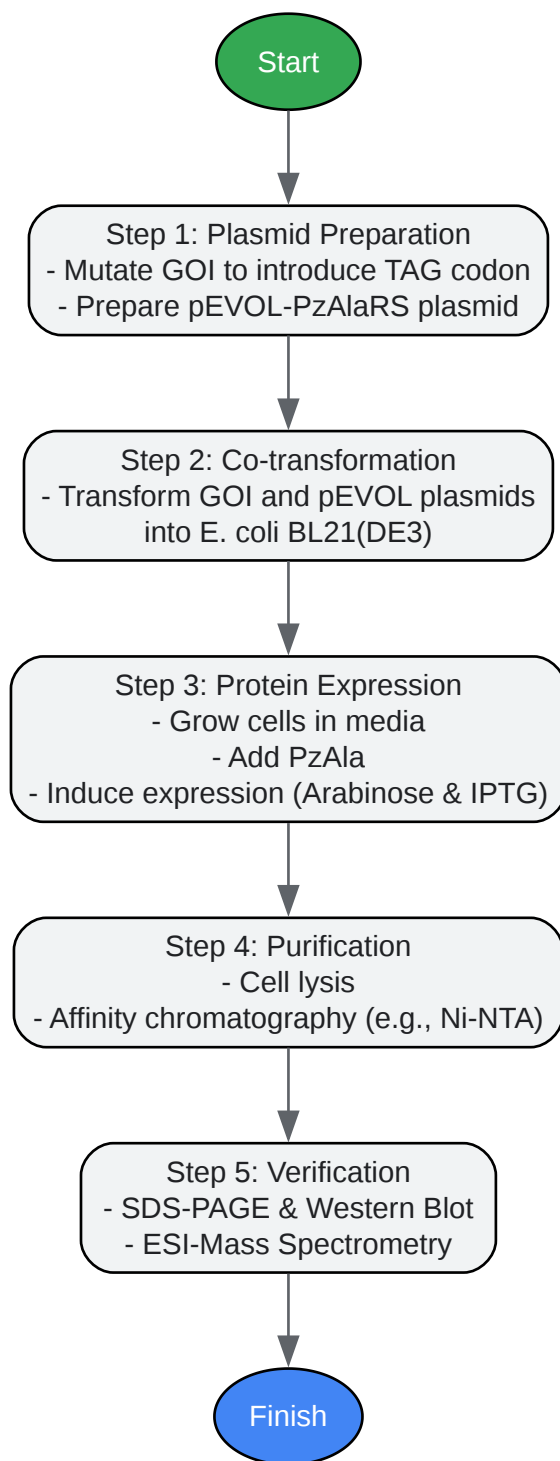 Start
Step 1: Plasmid Preparation
- Mutate GOI to introduce TAG codon
- Prepare pEVOL-PzAlaRS plasmid
Step 2: Co-transformation
- Transform GOI and pEVOL plasmids
into E. coli BL21(DE3)
Step 3: Protein Expression
- Grow cells in media
- Add PzAla
- Induce expression (Arabinose & IPTG)
Step 4: Purification
- Cell lysis
- Affinity chromatography (e.g., Ni-NTA)
Step 5: Verification
- SDS-PAGE & Western Blot
- ESI-Mass Spectrometry
Finish